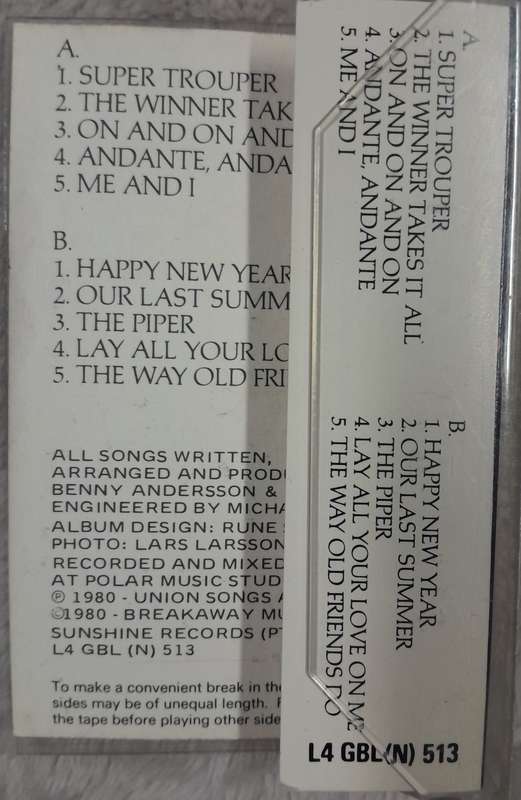 A.
1. SUPER TROUPER
2. THE WINNER TAK
3. ON AND ON AND
4. ANDANTE, ANDA
5. ME AND I
B.
1. HAPPY NEW YEAR
2. OUR LAST SUMM
3. THE PIPER
4. LAY ALL YOUR LO
5. THE WAY OLD FRI
ALL SONGS WRITTEN,
ARRANGED AND PRODU
BENNY ANDERSSON &
ENGINEERED BY MICHA
ALBUM DESIGN: RUNE
PHOTO: LARS LARSSON
RECORDED AND MIXED
AT POLAR MUSIC STUD
℗ 1980 - UNION SONGS A
©1980 - BREAKAWAY MU
SUNSHINE RECORDS (PT
L4 GBL (N) 513
To make a convenient break in the
sides may be of unequal length.
the tape before playing other side
A.
1. SUPER TROUPER
2. THE WINNER TAKES IT ALL
3. ON AND ON AND ON
4. ANDANTE, ANDANTE
5. ME AND I
B.
1. HAPPY NEW YEAR
2. OUR LAST SUMMER
3. THE PIPER
4. LAY ALL YOUR LOVE ON ME
5. THE WAY OLD FRIENDS DO
L4 GBL(N) 513